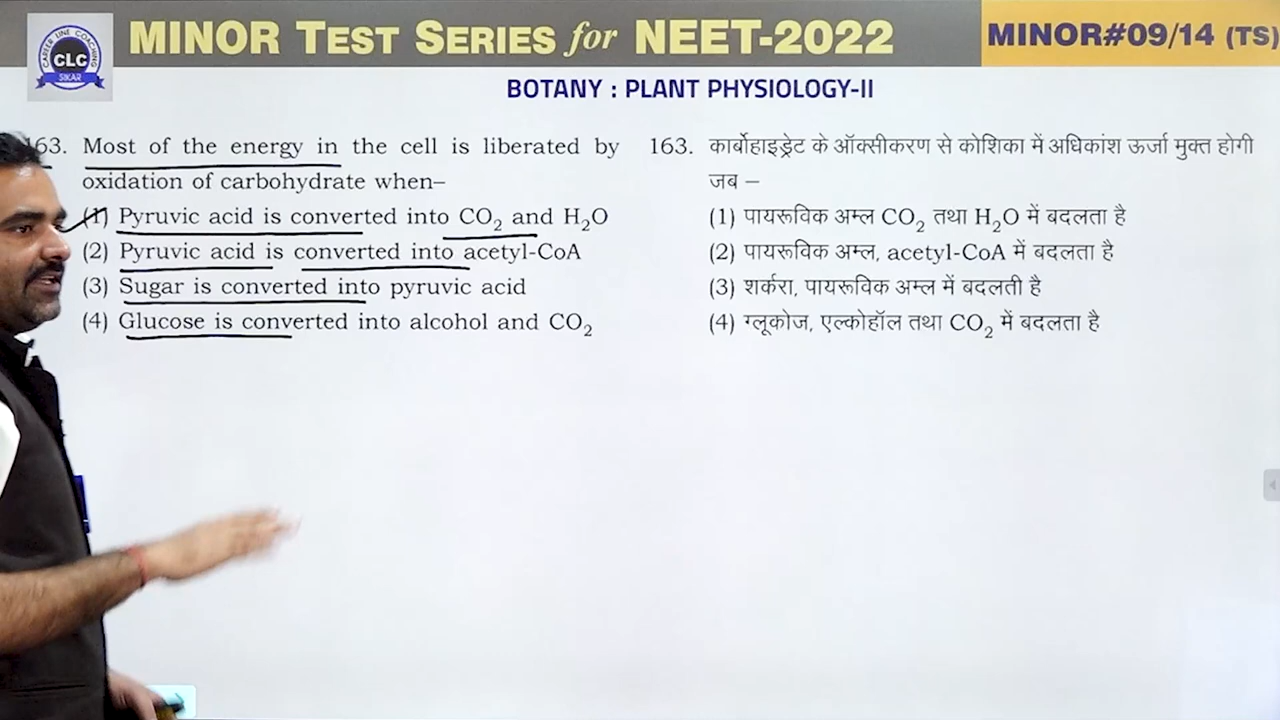 CAREER LINE COACHING
CLC
SIKAR
MINOR TEST SERIES for NEET-2022
MINOR#09/14 (TS)
BOTANY : PLANT PHYSIOLOGY-II
163. Most of the energy in the cell is liberated by
oxidation of carbohydrate when–
(1) Pyruvic acid is converted into CO₂ and H₂O
(2) Pyruvic acid is converted into acetyl-CoA
(3) Sugar is converted into pyruvic acid
(4) Glucose is converted into alcohol and CO₂
163. कार्बोहाइड्रेट के ऑक्सीकरण से कोशिका में अधिकांश ऊर्जा मुक्त होगी
जब –
(1) पायरूविक अम्ल CO₂ तथा H₂O में बदलता है
(2) पायरूविक अम्ल, acetyl-CoA में बदलता है
(3) शर्करा, पायरूविक अम्ल में बदलती है
(4) ग्लूकोज, एल्कोहॉल तथा CO₂ में बदलता है